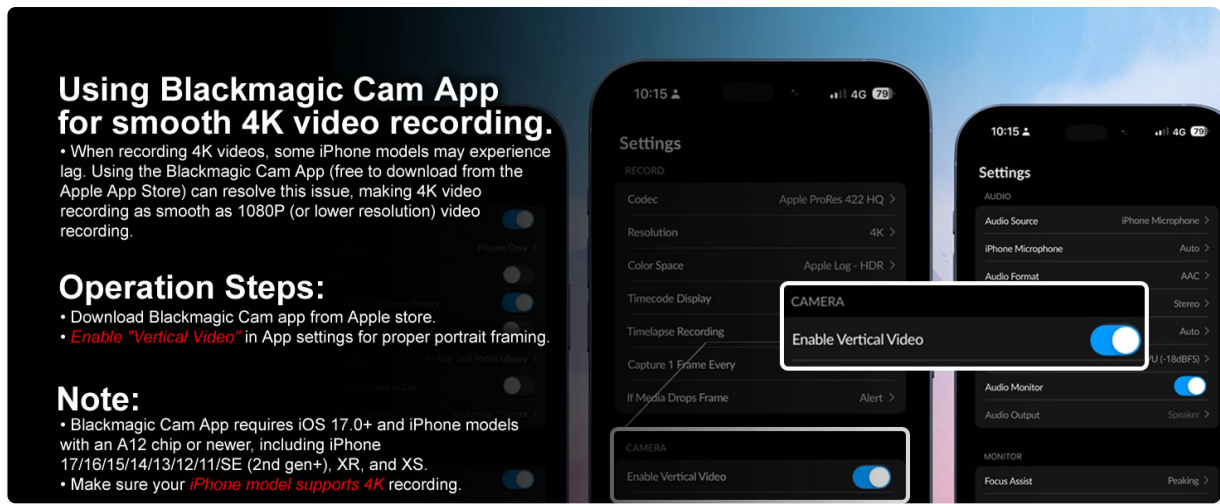 Using Blackmagic Cam App
for smooth 4K video recording.
• When recording 4K videos, some iPhone models may experience
lag. Using the Blackmagic Cam App (free to download from the
Apple App Store) can resolve this issue, making 4K video
recording as smooth as 1080P (or lower resolution) video
recording.
Operation Steps:
• Download Blackmagic Cam app from Apple store.
• Enable "Vertical Video" in App settings for proper portrait framing.
Note:
• Blackmagic Cam App requires iOS 17.0+ and iPhone models
with an A12 chip or newer, including iPhone
17/16/15/14/13/12/11/SE (2nd gen+), XR, and XS.
• Make sure your iPhone model supports 4K recording.
Proxies Only >
Project
and Photo Library >
to Clip
10:15 4G 79
Settings
RECORD
Codec Apple ProRes 422 HQ >
Resolution 4K >
Color Space Apple Log - HDR >
Timecode Display
Timelapse Recording
Capture 1 Frame Every
If Media Drops Frame Alert >
CAMERA
Enable Vertical Video
CAMERA
Enable Vertical Video
10:15 4G 79
Settings
AUDIO
Audio Source iPhone Microphone >
iPhone Microphone Auto >
Audio Format AAC >
Stereo >
Auto >
(-18dBFS) >
Audio Monitor
Audio Output Speaker >
MONITOR
Focus Assist Peaking >